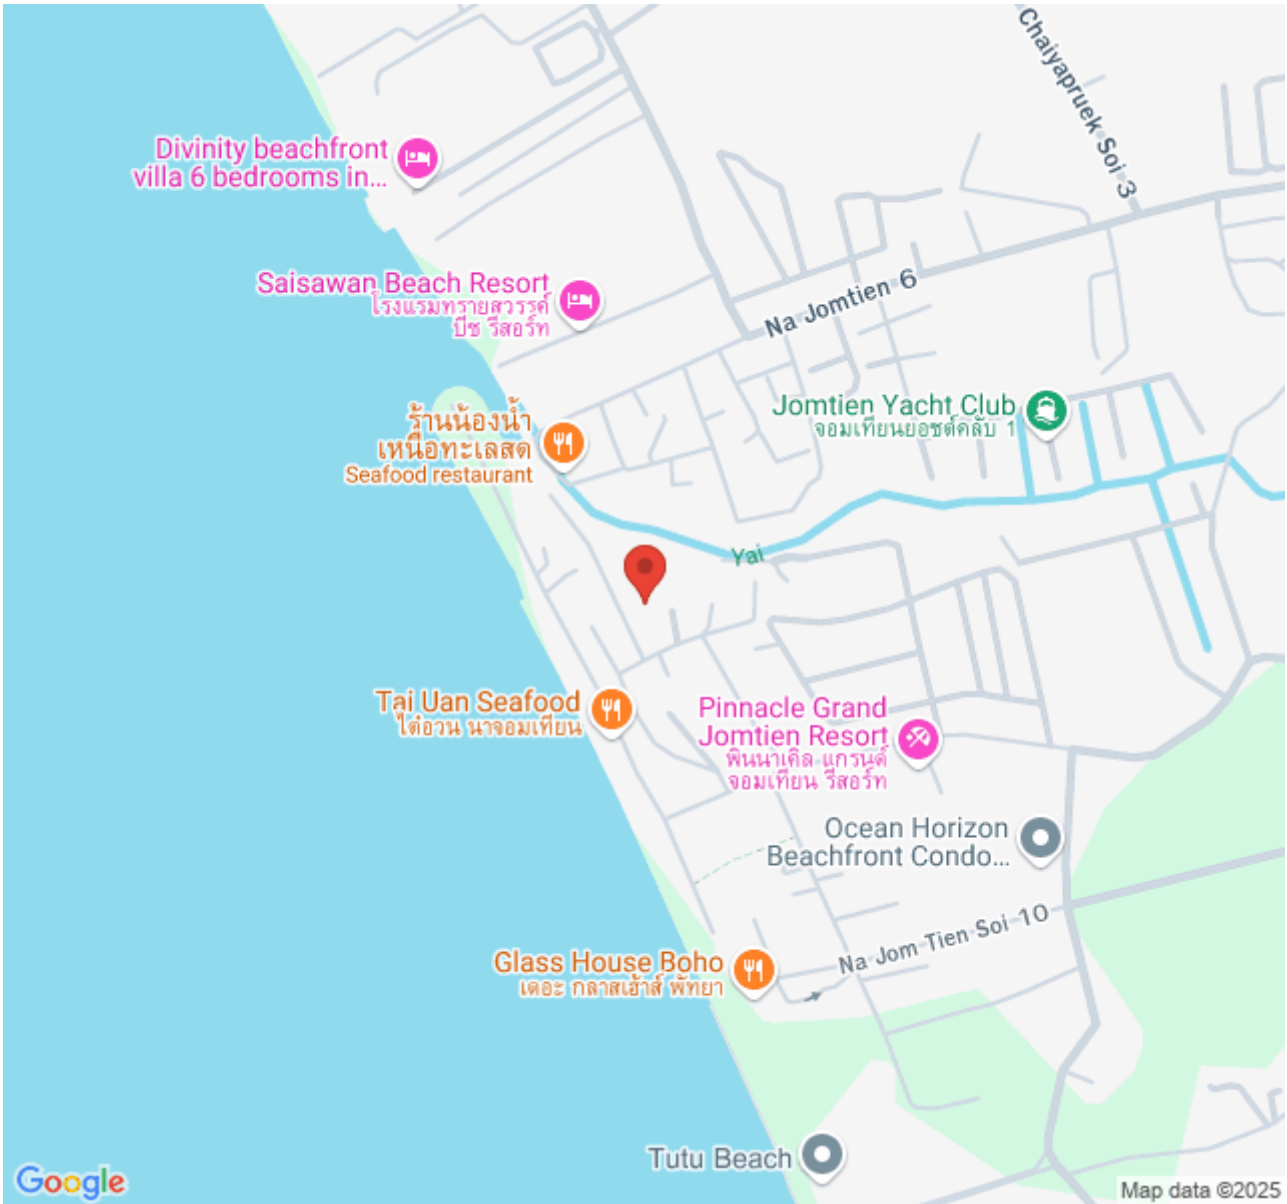 Chaiyapruek Soi 3
Divinity beachfront
villa 6 bedrooms in...
Saisawan Beach Resort
โรงแรมทรายสวรรค์
บีช รีสอร์ท
Na Jomtien 6
ร้านน้องน้ำ
เหนือทะเลสด
Seafood restaurant
Jomtien Yacht Club
จอมเทียนยอชต์คลับ 1
Yai
Tai Uan Seafood
ไต๋อวน นาจอมเทียน
Pinnacle Grand
Jomtien Resort
พินนาเคิล แกรนด์
จอมเทียน รีสอร์ท
Ocean Horizon
Beachfront Condo...
Na Jom Tien Soi 10
Glass House Boho
เดอะ กลาสเฮ้าส์ พัทยา
Tutu Beach
Google
Map data ©2025